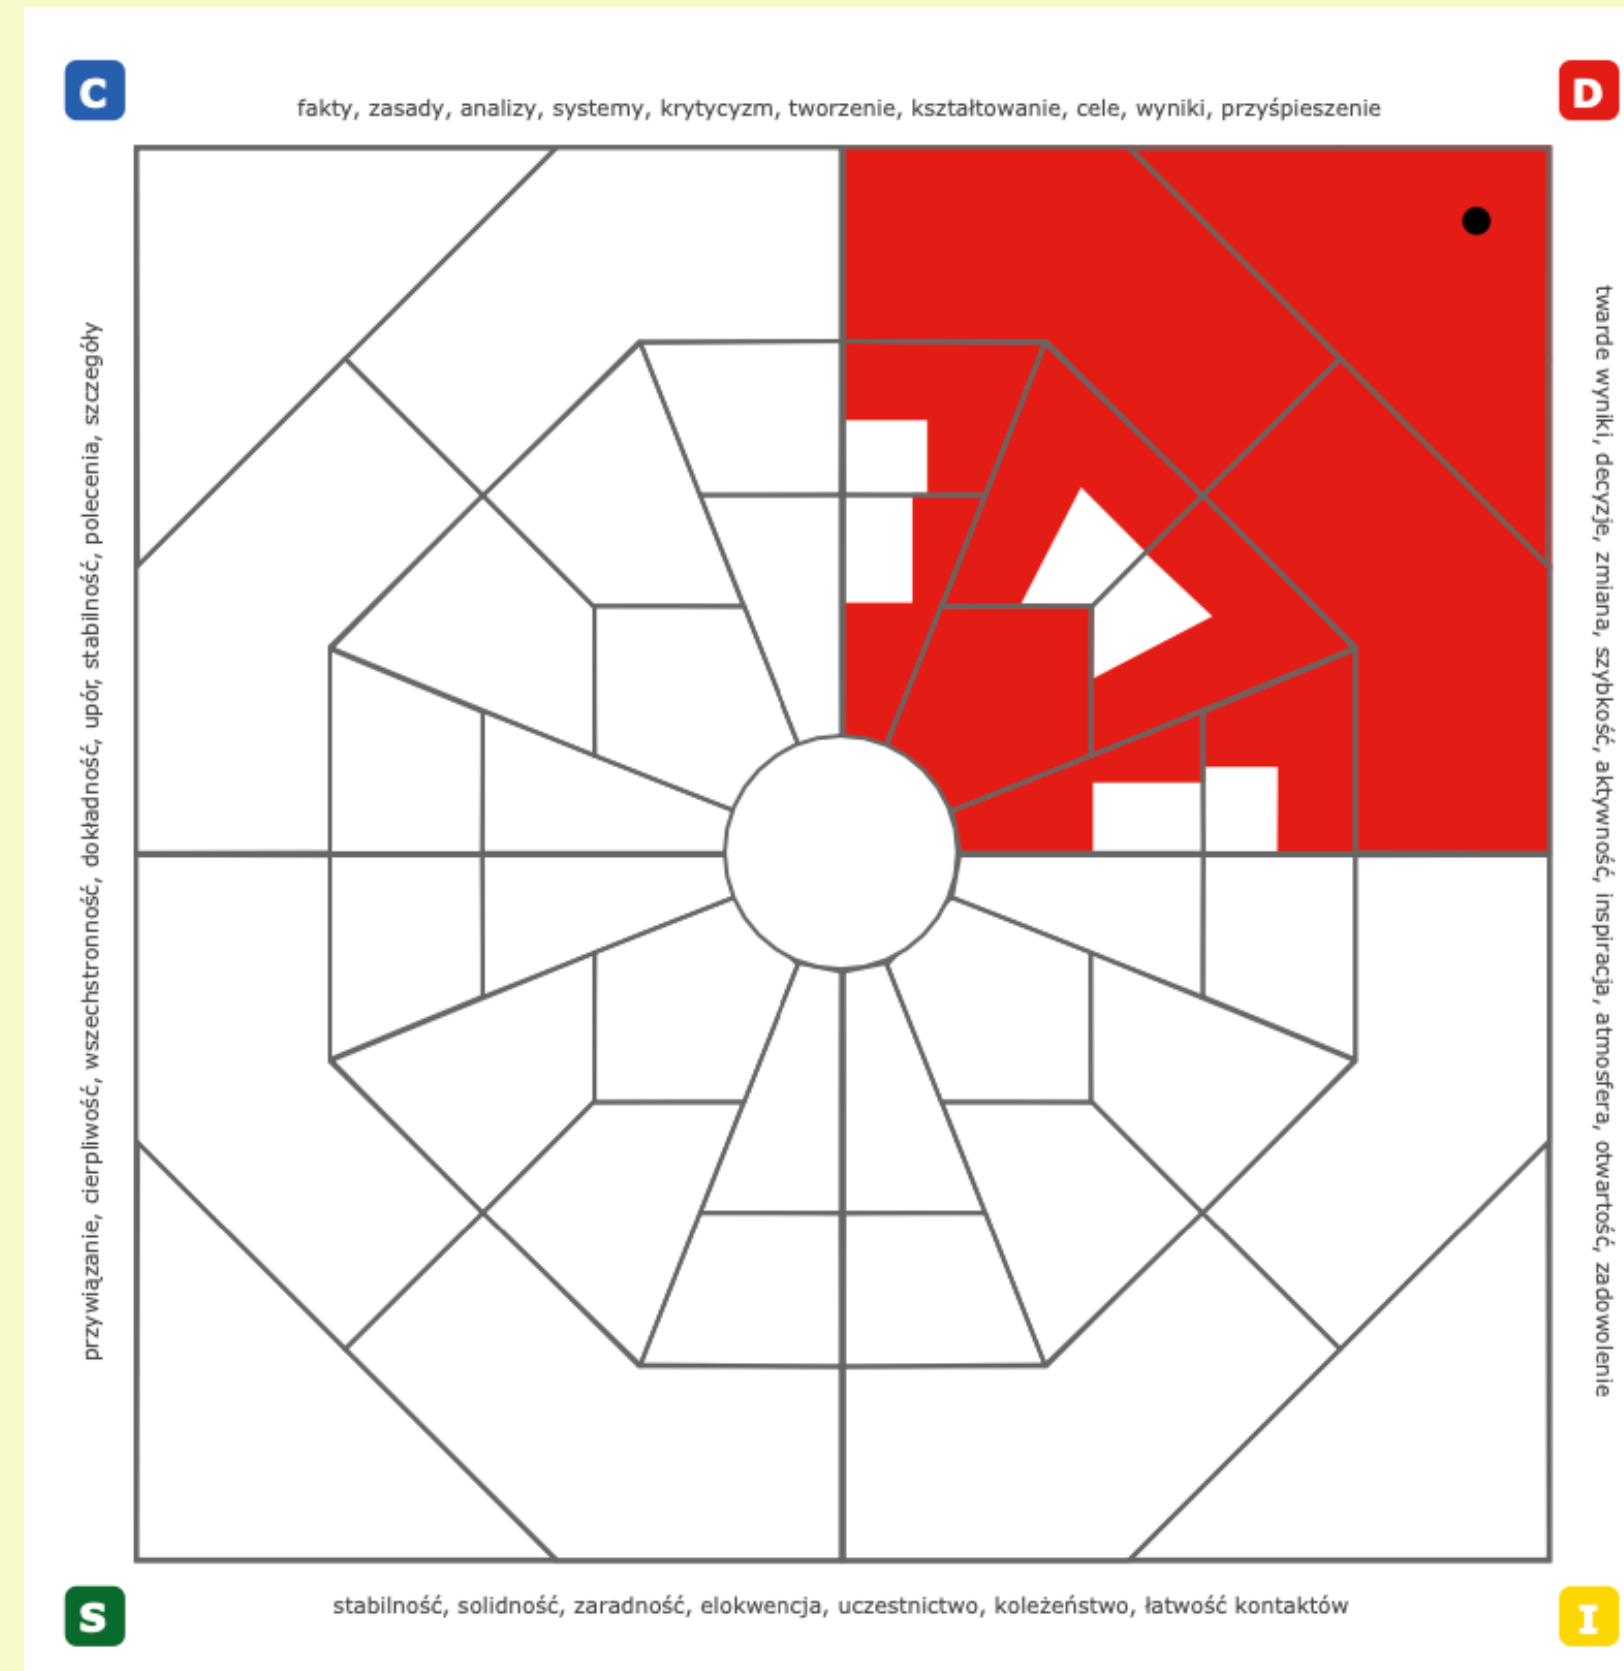 C
D
fakty, zasady, analizy, systemy, krytycyzm, tworzenie, kształtowanie, cele, wyniki, przyśpieszenie
przywiązanie, cierpliwość, wszechstronność, dokładność, upór, stabilność, polecenia, szczegóły
twarde wyniki, decyzje, zmiana, szybkość, aktywność, inspiracja, atmosfera, otwartość, zadowolenie
S
stabilność, solidność, zaradność, elokwencja, uczestnictwo, koleżeństwo, łatwość kontaktów
I